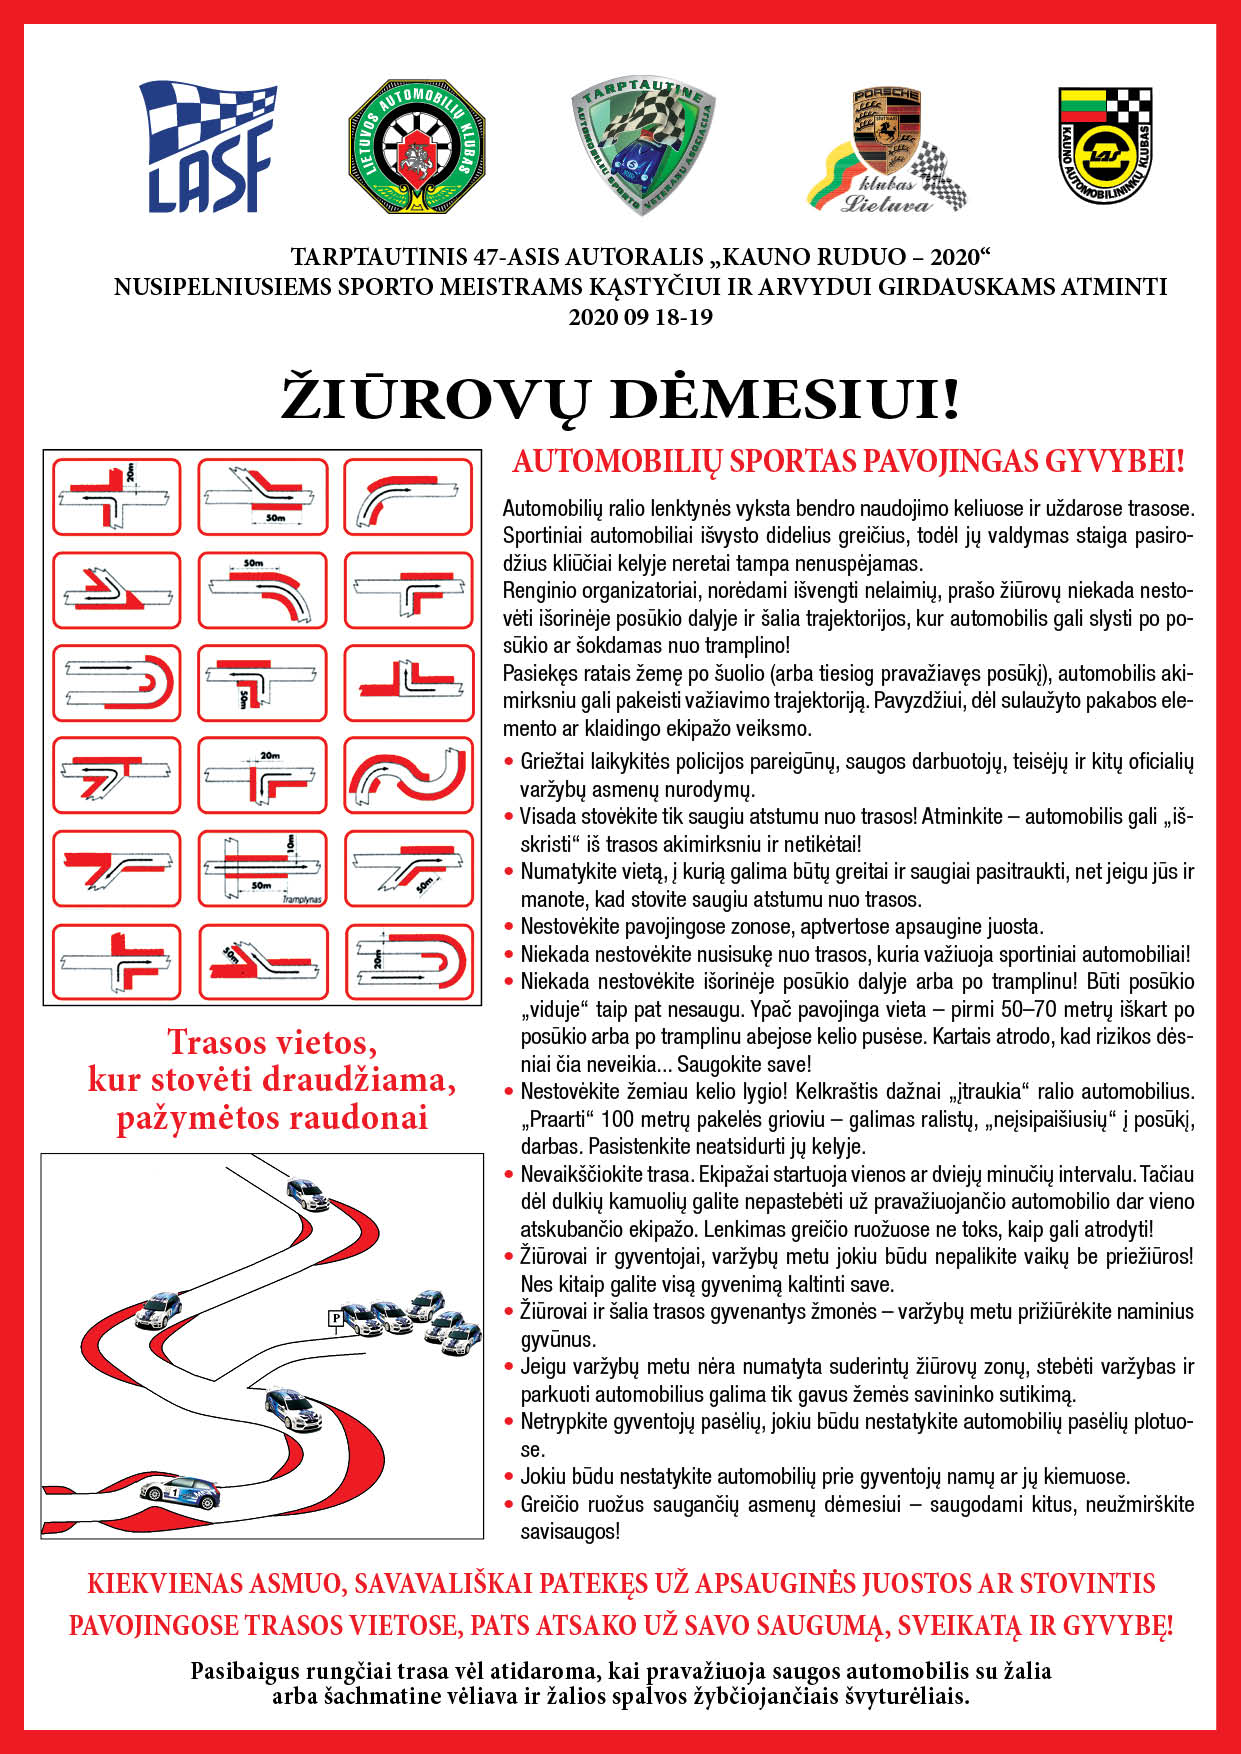 LASF
LIETUVOS AUTOMOBILIŲ KLUBAS
TARPTAUTINĖ
AUTOMOBILIŲ SPORTO VETERANŲ ASOCIACIJA
PORSCHE
STUTTGART
klubas
Lietuva
KAUNO AUTOMOBILININKŲ KLUBAS
LAS
TARPTAUTINIS 47-ASIS AUTORALIS „KAUNO RUDUO – 2020“
NUSIPELNIUSIEMS SPORTO MEISTRAMS KĄSTYČIUI IR ARVYDUI GIRDAUSKAMS ATMINTI
2020 09 18-19
ŽIŪROVŲ DĖMESIUI!
20m
50m
50m
50m
20m
10m
50m
Tramplynas
50m
50m
20m
Trasos vietos,
kur stovėti draudžiama,
pažymėtos raudonai
P
1
AUTOMOBILIŲ SPORTAS PAVOJINGAS GYVYBEI!
Automobilių ralio lenktynės vyksta bendro naudojimo keliuose ir uždarose trasose.
Sportiniai automobiliai išvysto didelius greičius, todėl jų valdymas staiga pasiro-
džius kliūčiai kelyje neretai tampa nenuspėjamas.
Renginio organizatoriai, norėdami išvengti nelaimių, prašo žiūrovų niekada nesto-
vėti išorinėje posūkio dalyje ir šalia trajektorijos, kur automobilis gali slysti po po-
sūkio ar šokdamas nuo tramplino!
Pasiekęs ratais žemę po šuolio (arba tiesiog pravažiavęs posūkį), automobilis aki-
mirksniu gali pakeisti važiavimo trajektoriją. Pavyzdžiui, dėl sulaužyto pakabos ele-
mento ar klaidingo ekipažo veiksmo.
• Griežtai laikykitės policijos pareigūnų, saugos darbuotojų, teisėjų ir kitų oficialių
varžybų asmenų nurodymų.
• Visada stovėkite tik saugiu atstumu nuo trasos! Atminkite – automobilis gali „iš-
skristi“ iš trasos akimirksniu ir netikėtai!
• Numatykite vietą, į kurią galima būtų greitai ir saugiai pasitraukti, net jeigu jūs ir
manote, kad stovite saugiu atstumu nuo trasos.
• Nestovėkite pavojingose zonose, aptvertose apsaugine juosta.
• Niekada nestovėkite nusisukę nuo trasos, kuria važiuoja sportiniai automobiliai!
• Niekada nestovėkite išorinėje posūkio dalyje arba po tramplinu! Būti posūkio
„viduje“ taip pat nesaugu. Ypač pavojinga vieta – pirmi 50–70 metrų iškart po
posūkio arba po tramplinu abejose kelio pusėse. Kartais atrodo, kad rizikos dės-
niai čia neveikia... Saugokite save!
• Nestovėkite žemiau kelio lygio! Kelkraštis dažnai „įtraukia“ ralio automobilius.
„Praarti“ 100 metrų pakelės grioviu – galimas ralistų, „neįsipaišiusių“ į posūkį,
darbas. Pasistenkite neatsidurti jų kelyje.
• Nevaikščiokite trasa. Ekipažai startuoja vienos ar dviejų minučių intervalu. Tačiau
dėl dulkių kamuolių galite nepastebėti už pravažiuojančio automobilio dar vieno
atskubančio ekipažo. Lenkimas greičio ruožuose ne toks, kaip gali atrodyti!
• Žiūrovai ir gyventojai, varžybų metu jokiu būdu nepalikite vaikų be priežiūros!
Nes kitaip galite visą gyvenimą kaltinti save.
• Žiūrovai ir šalia trasos gyvenantys žmonės – varžybų metu prižiūrėkite naminius
gyvūnus.
• Jeigu varžybų metu nėra numatyta suderintų žiūrovų zonų, stebėti varžybas ir
parkuoti automobilius galima tik gavus žemės savininko sutikimą.
• Netrypkite gyventojų pasėlių, jokiu būdu nestatykite automobilių pasėlių plotuo-
se.
• Jokiu būdu nestatykite automobilių prie gyventojų namų ar jų kiemuose.
• Greičio ruožus saugančių asmenų dėmesiui – saugodami kitus, neužmirškite
savisaugos!
KIEKVIENAS ASMUO, SAVAVALIŠKAI PATEKĘS UŽ APSAUGINĖS JUOSTOS AR STOVINTIS
PAVOJINGOSE TRASOS VIETOSE, PATS ATSAKO UŽ SAVO SAUGUMĄ, SVEIKATĄ IR GYVYBĘ!
Pasibaigus rungčiai trasa vėl atidaroma, kai pravažiuoja saugos automobilis su žalia
arba šachmatine vėliava ir žalios spalvos žybčiojančiais švyturėliais.